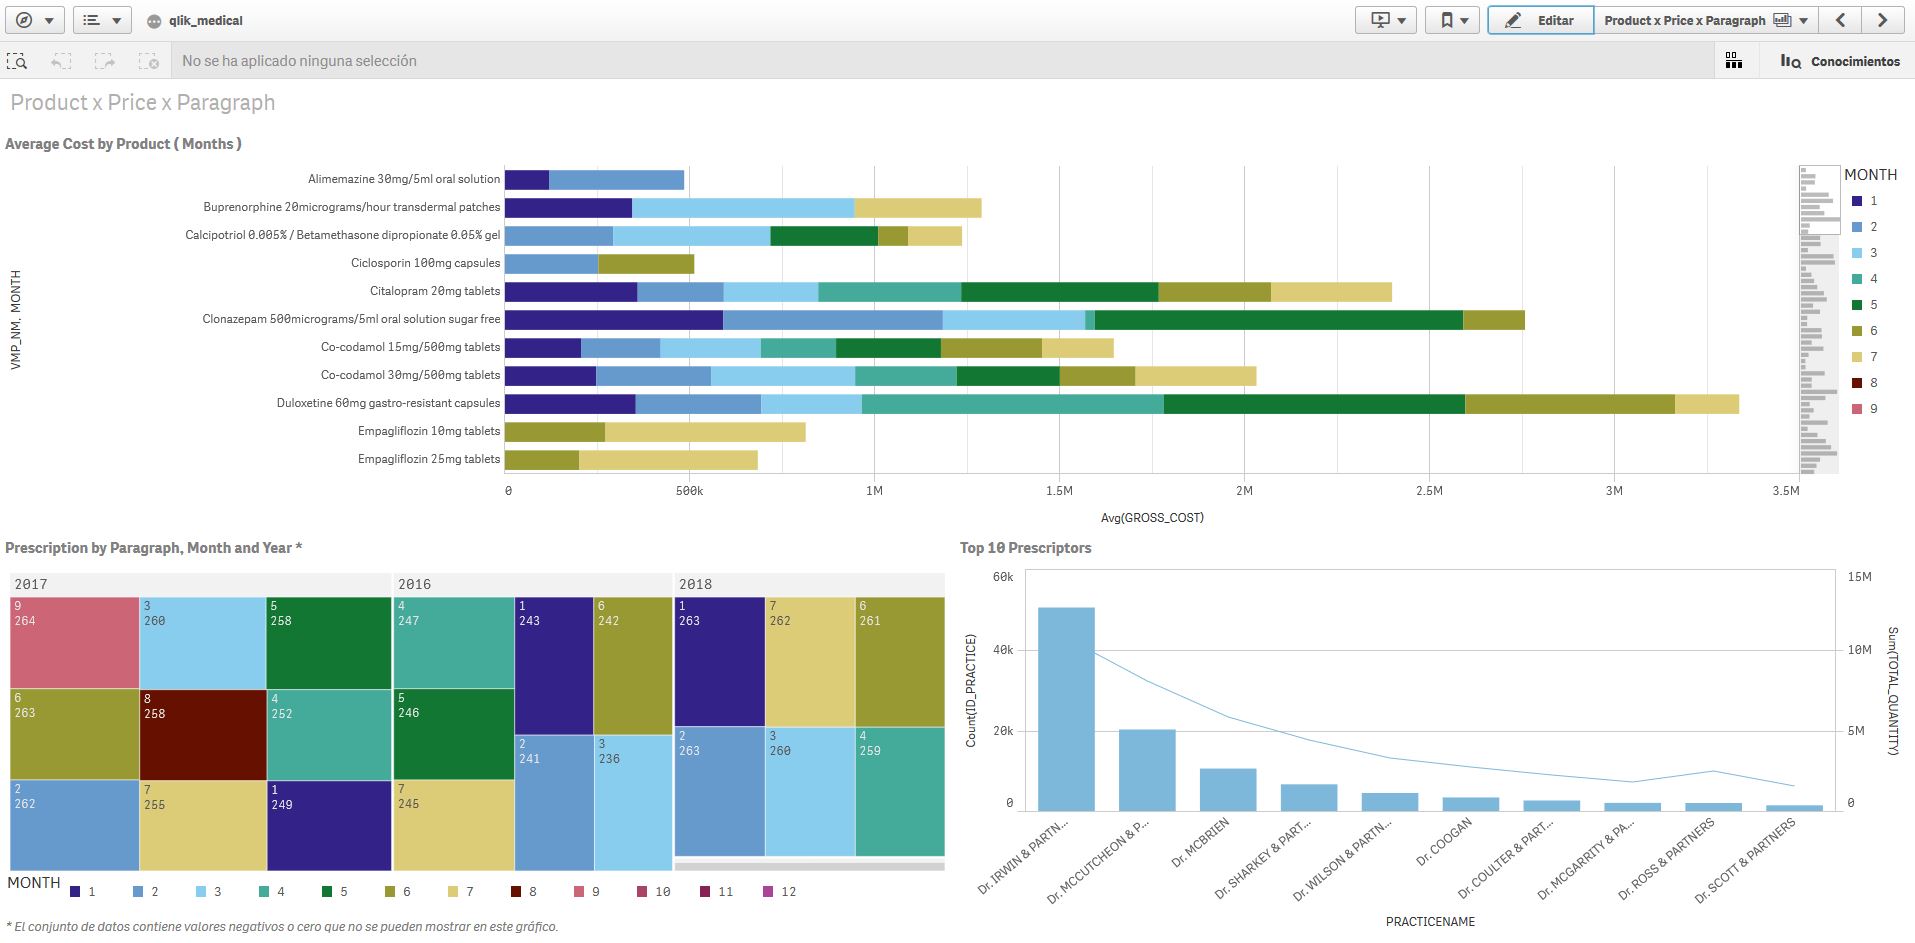 qlik_medical
Editar
Product x Price x Paragraph
No se ha aplicado ninguna selección
Conocimientos
Product x Price x Paragraph
Average Cost by Product ( Months )
VMP_NM, MONTH
Alimemazine 30mg/5ml oral solution
Buprenorphine 20micrograms/hour transdermal patches
Calcipotriol 0.005% / Betamethasone dipropionate 0.05% gel
Ciclosporin 100mg capsules
Citalopram 20mg tablets
Clonazepam 500micrograms/5ml oral solution sugar free
Co-codamol 15mg/500mg tablets
Co-codamol 30mg/500mg tablets
Duloxetine 60mg gastro-resistant capsules
Empagliflozin 10mg tablets
Empagliflozin 25mg tablets
0 500k 1M 1.5M 2M 2.5M 3M 3.5M
Avg(GROSS_COST)
MONTH
1
2
3
4
5
6
7
8
9
Prescription by Paragraph, Month and Year *
2017
9
264
3
260
5
258
6
263
8
258
4
252
2
262
7
255
1
249
2016
4
247
1
243
6
242
5
246
2
241
3
236
7
245
2018
1
263
7
262
6
261
2
263
3
260
4
259
MONTH 1 2 3 4 5 6 7 8 9 10 11 12
* El conjunto de datos contiene valores negativos o cero que no se pueden mostrar en este gráfico.
Top 10 Prescriptors
Count(ID_PRACTICE)
60k
40k
20k
0
15M
10M
5M
0
Sum(TOTAL_QUANTITY)
Dr. IRWIN & PARTN...
Dr. MCCUTCHEON & P...
Dr. MCBRIEN
Dr. SHARKEY & PART...
Dr. WILSON & PARTN...
Dr. COOGAN
Dr. COULTER & PART...
Dr. MCGARRITY & PA...
Dr. ROSS & PARTNERS
Dr. SCOTT & PARTNERS
PRACTICENAME